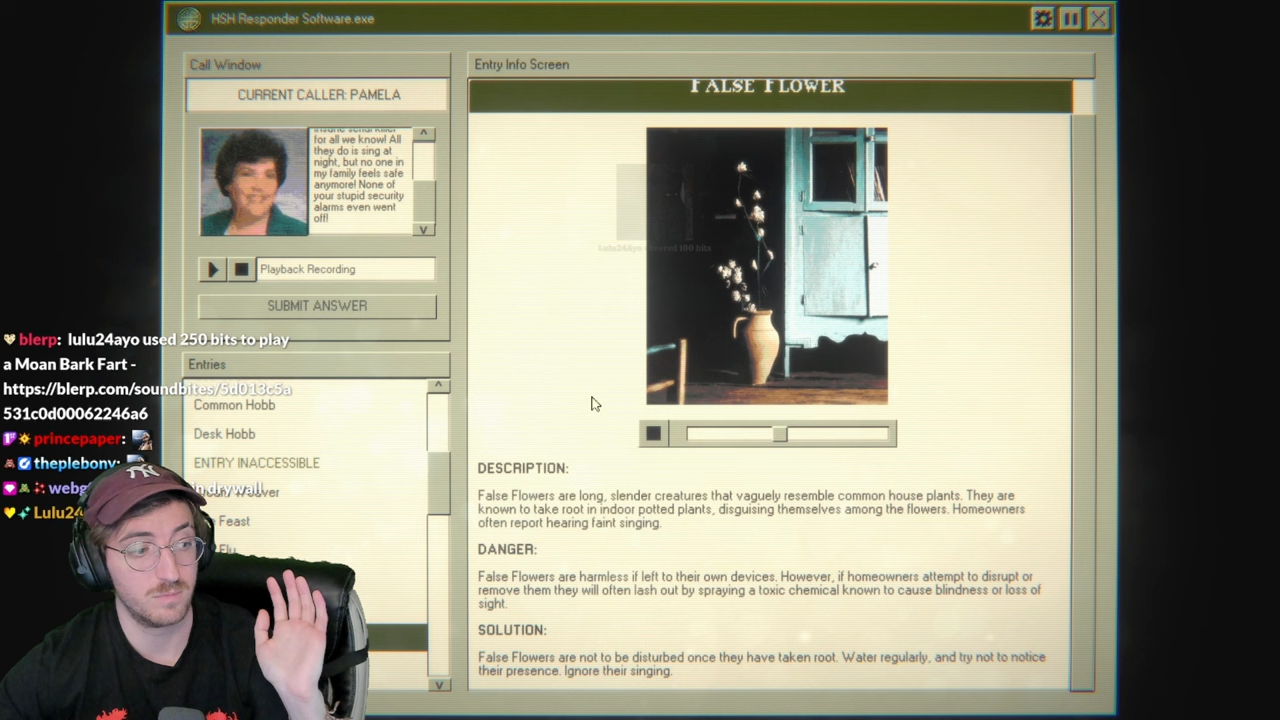 HSH Responder Software.exe
Call Window
CURRENT CALLER: PAMELA
insane serial killer
for all we know! All
they do is sing at
night, but no one in
my family feels safe
anymore! None of
your stupid security
alarms even went
off!
Playback Recording
SUBMIT ANSWER
Entries
Common Hobb
Desk Hobb
ENTRY INACCESSIBLE
Feast
Entry Info Screen
FALSE FLOWER
DESCRIPTION:
False Flowers are long, slender creatures that vaguely resemble common house plants. They are
known to take root in indoor potted plants, disguising themselves among the flowers. Homeowners
often report hearing faint singing.
DANGER:
False Flowers are harmless if left to their own devices. However, if homeowners attempt to disrupt or
remove them they will often lash out by spraying a toxic chemical known to cause blindness or loss of
sight.
SOLUTION:
False Flowers are not to be disturbed once they have taken root. Water regularly, and try not to notice
their presence. Ignore their singing.
blerp: lulu24ayo used 250 bits to play
a Moan Bark Fart -
https://blerp.com/soundbites/5d013c5a
531c0d00062246a6
princepaper:
theplebony:
in drywall
Lulu24
NY